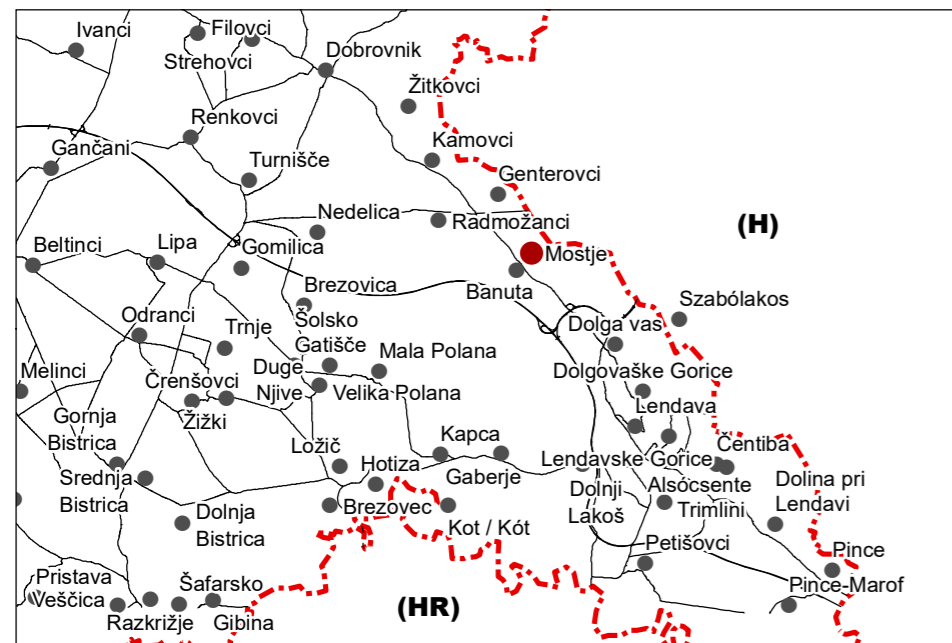 Ivanci
Filovci
Strehovci
Dobrovnik
Žitkovci
Renkovci
Kamovci
Gančani
Turnišče
Genterovci
Nedelica
Radmožanci
(H)
Beltinci
Lipa
Gomilica
Mostje
Banuta
Brezovica
Szabólakos
Odranci
Trnje
Šolsko
Dolga vas
Gatišče
Mala Polana
Melinci
Duge
Njive
Dolgovaške Gorice
Črenšovci
Velika Polana
Lendava
Gornja
Bistrica
Žižki
Ložič
Kapca
Čentiba
Srednja
Bistrica
Hotiza
Gaberje
Lendavske Gorice
Dolina pri
Lendavi
Dolnja
Bistrica
Brezovec
Dolnji
Lakoš
Alsócsente
Trimlini
Kot / Kót
Petišovci
Pince
Pristava
Veščica
Šafarsko
Pince-Marof
Razkrižje
Gibina
(HR)